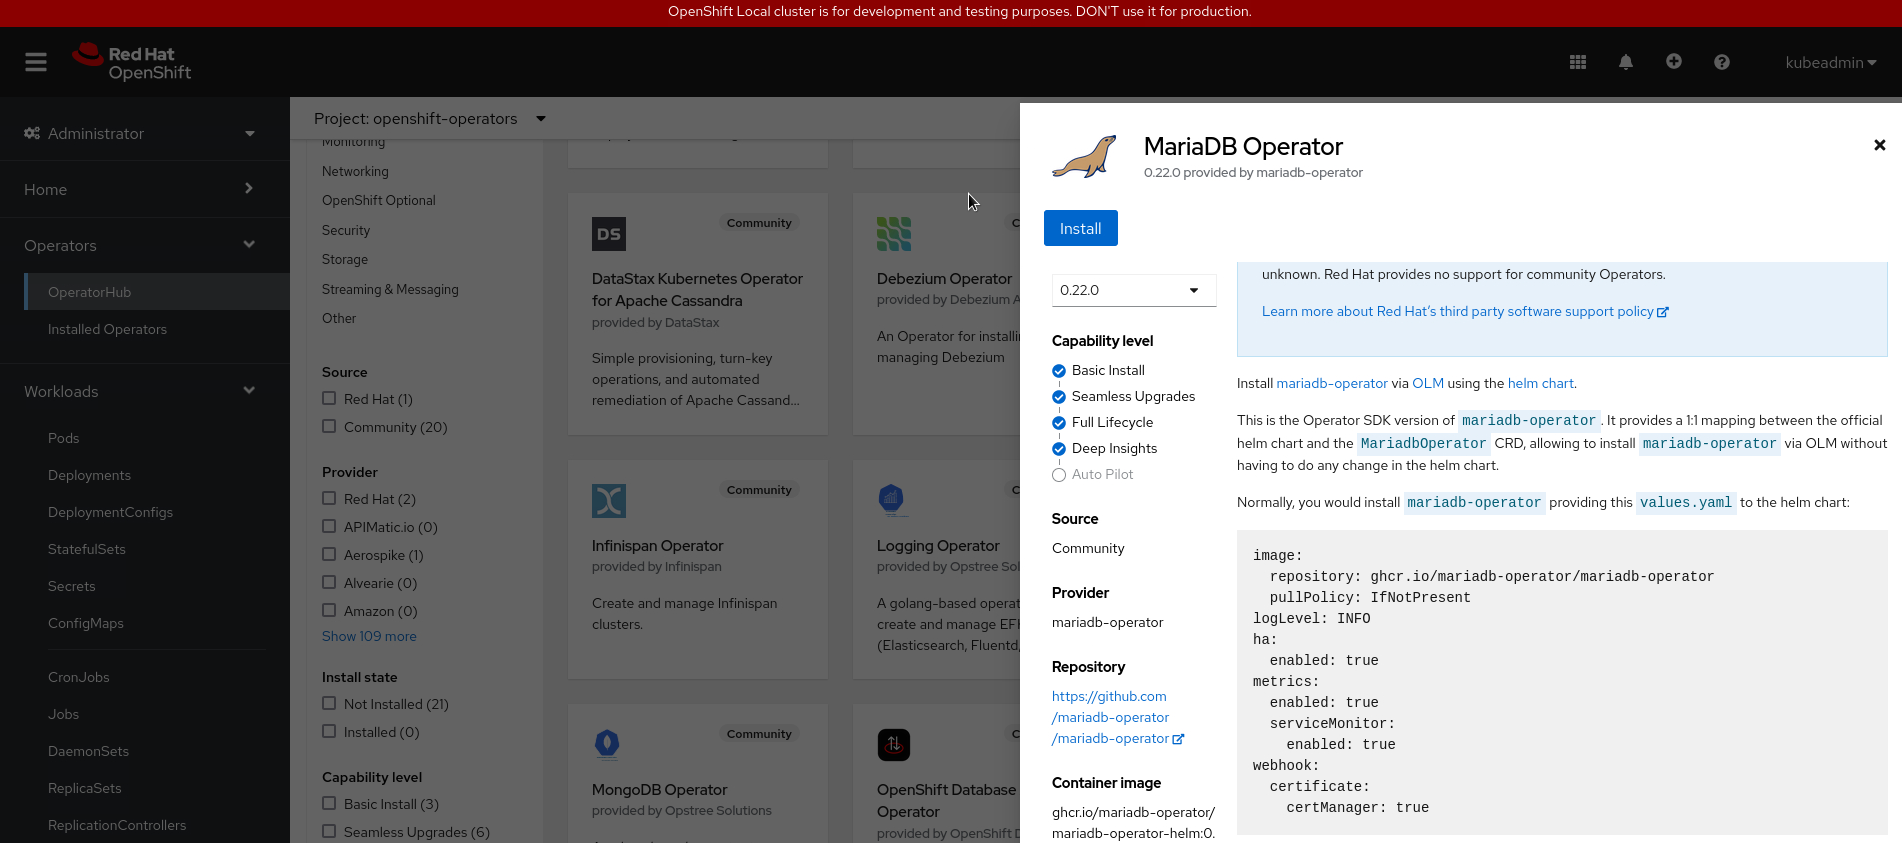 OpenShift Local cluster is for development and testing purposes. DON'T use it for production.
Red Hat
OpenShift
kubeadmin
Administrator
Home
Operators
OperatorHub
Installed Operators
Workloads
Pods
Deployments
DeploymentConfigs
StatefulSets
Secrets
ConfigMaps
CronJobs
Jobs
DaemonSets
ReplicaSets
ReplicationControllers
Project: openshift-operators
Monitoring
Networking
OpenShift Optional
Security
Storage
Streaming & Messaging
Other
Source
Red Hat (1)
Community (20)
Provider
Red Hat (2)
APIMatic.io (0)
Aerospike (1)
Alvearie (0)
Amazon (0)
Show 109 more
Install state
Not Installed (21)
Installed (0)
Capability level
Basic Install (3)
Seamless Upgrades (6)
DS
Community
DataStax Kubernetes Operator
for Apache Cassandra
provided by DataStax
Simple provisioning, turn-key
operations, and automated
remediation of Apache Cassand...
Debezium Operator
provided by Debezium A
An Operator for installi
managing Debezium
Community
Infinispan Operator
provided by Infinispan
Create and manage Infinispan
clusters.
Logging Operator
provided by Opstree Sol
A golang-based operat
create and manage EFK
(Elasticsearch, Fluentd,
Community
MongoDB Operator
provided by Opstree Solutions
OpenShift Database
Operator
provided by OpenShift D
MariaDB Operator
0.22.0 provided by mariadb-operator
Install
0.22.0
Capability level
Basic Install
Seamless Upgrades
Full Lifecycle
Deep Insights
Auto Pilot
Source
Community
Provider
mariadb-operator
Repository
https://github.com
/mariadb-operator
/mariadb-operator
Container image
ghcr.io/mariadb-operator/
mariadb-operator-helm:0.
unknown. Red Hat provides no support for community Operators.
Learn more about Red Hat's third party software support policy
Install mariadb-operator via OLM using the helm chart.
This is the Operator SDK version of mariadb-operator. It provides a 1:1 mapping between the official
helm chart and the MariadbOperator CRD, allowing to install mariadb-operator via OLM without
having to do any change in the helm chart.
Normally, you would install mariadb-operator providing this values.yaml to the helm chart:
image:
  repository: ghcr.io/mariadb-operator/mariadb-operator
  pullPolicy: IfNotPresent
logLevel: INFO
ha:
  enabled: true
metrics:
  enabled: true
  serviceMonitor:
    enabled: true
webhook:
  certificate:
    certManager: true